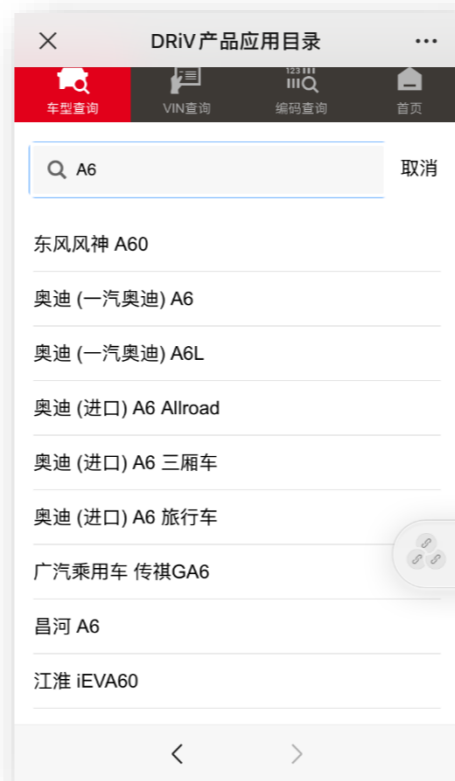 DRiV产品应用目录
车型查询
VIN查询
编码查询
首页
A6
取消
东风风神 A60
奥迪 (一汽奥迪) A6
奥迪 (一汽奥迪) A6L
奥迪 (进口) A6 Allroad
奥迪 (进口) A6 三厢车
奥迪 (进口) A6 旅行车
广汽乘用车 传祺GA6
昌河 A6
江淮 iEVA60